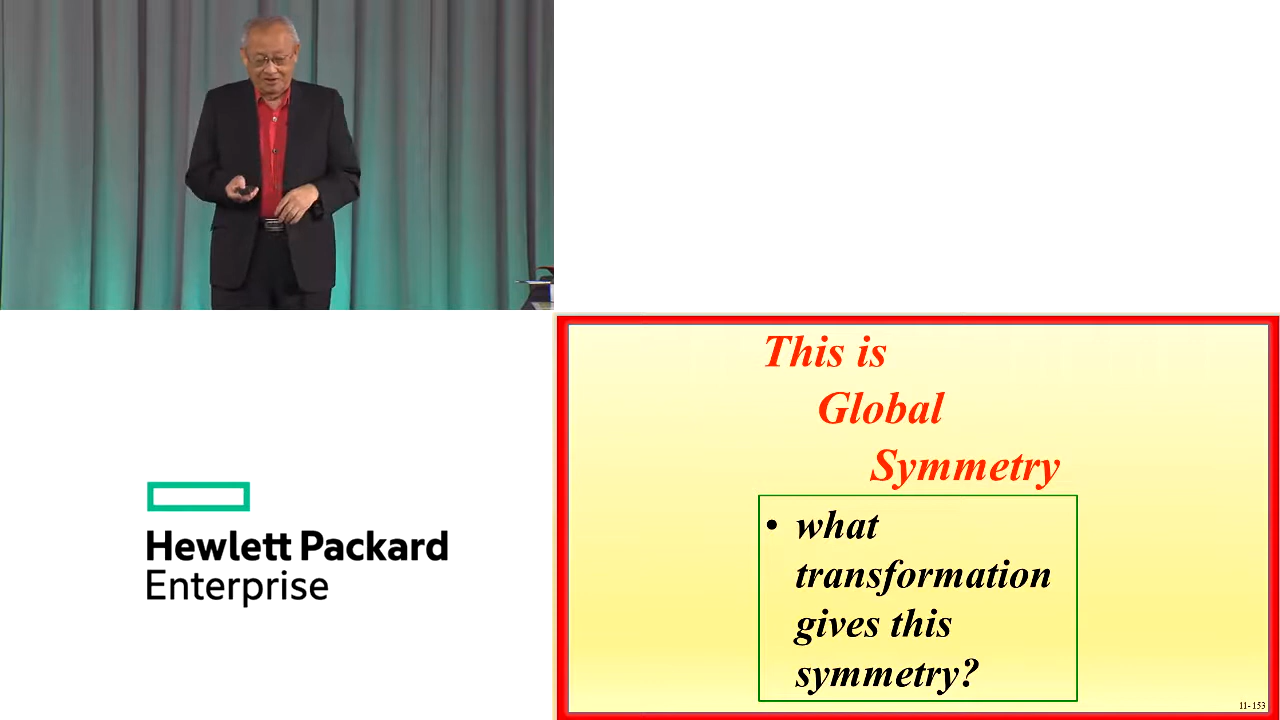 This is
Global
Symmetry
• what
transformation
gives this
symmetry?
11-153
Hewlett Packard
Enterprise